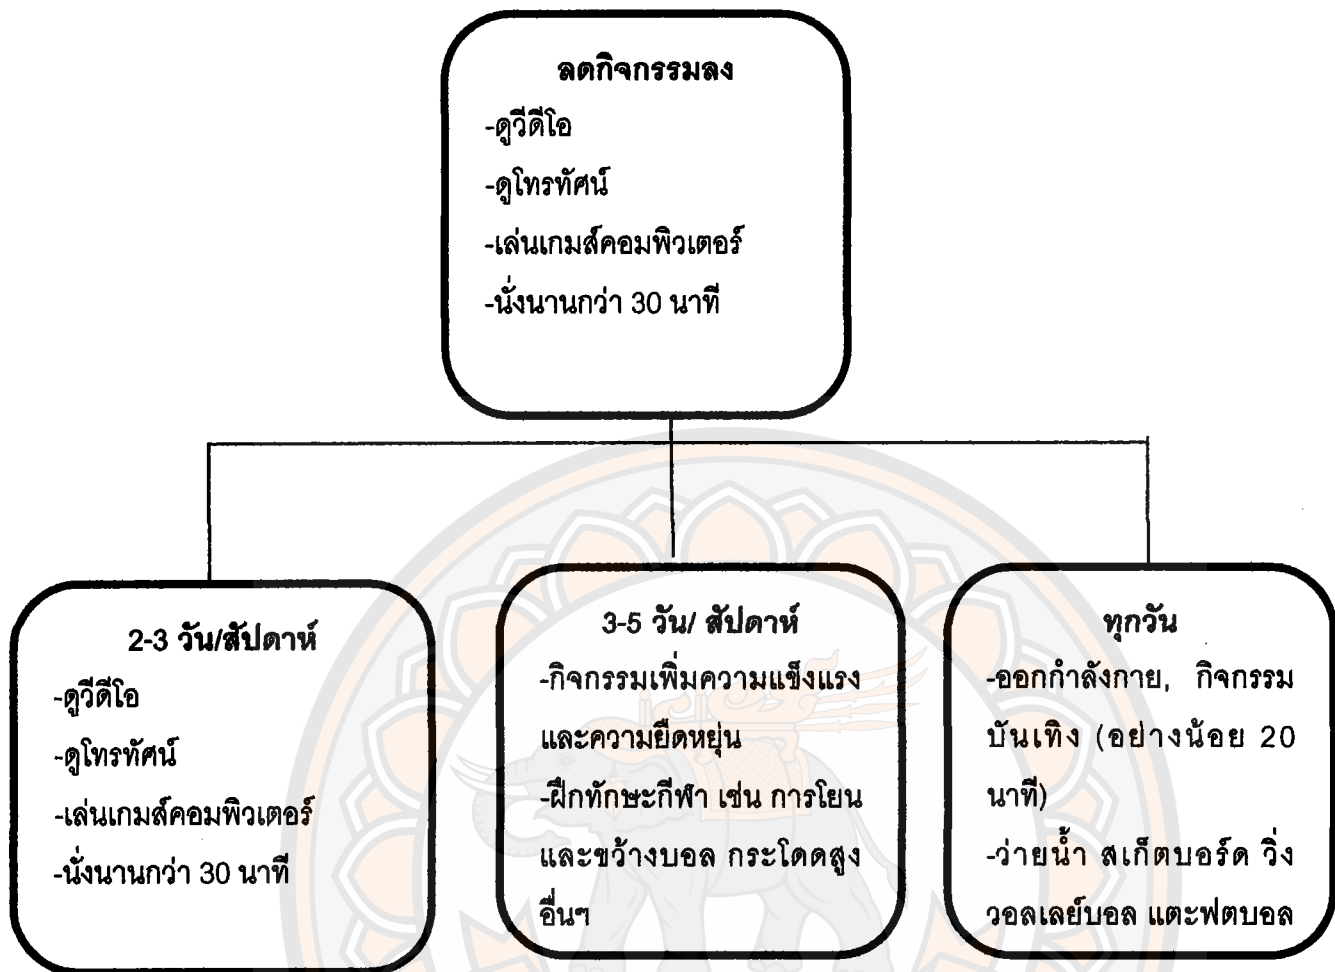 ลดกิจกรรมลง
-ดูวีดีโอ
-ดูโทรทัศน์
-เล่นเกมส์คอมพิวเตอร์
-นั่งนานกว่า 30 นาที
2-3 วัน/สัปดาห์
-ดูวีดีโอ
-ดูโทรทัศน์
-เล่นเกมส์คอมพิวเตอร์
-นั่งนานกว่า 30 นาที
3-5 วัน/ สัปดาห์
-กิจกรรมเพิ่มความแข็งแรง
และความยืดหยุ่น
-ฝึกทักษะกีฬา เช่น การโยน
และขว้างบอล กระโดดสูง
อื่นๆ
ทุกวัน
-ออกกำลังกาย, กิจกรรม
บันเทิง (อย่างน้อย 20
นาที)
-ว่ายน้ำ สเก็ตบอร์ด วิ่ง
วอลเลย์บอล แตะฟตบอล